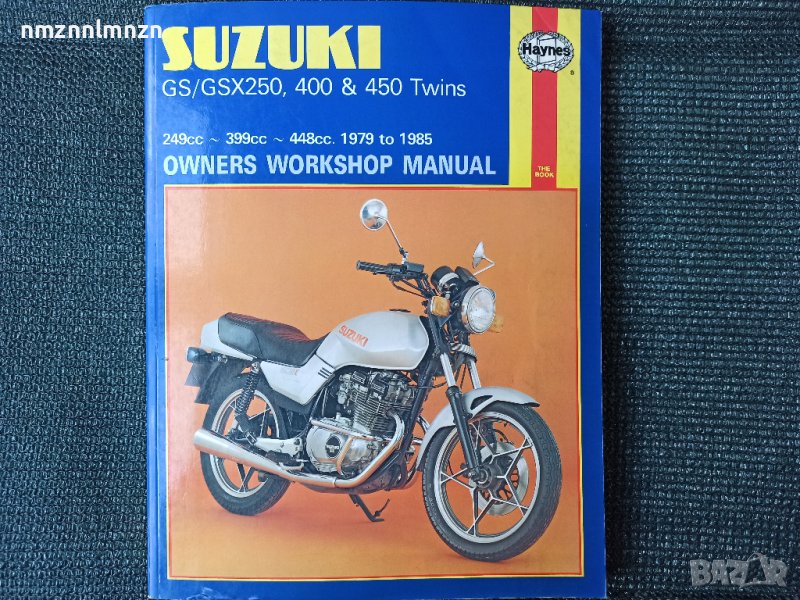 nmznnlmnzn
SUZUKI
GS/GSX250, 400 & 450 Twins
Haynes
®
249cc ~ 399cc ~ 448cc. 1979 to 1985
OWNERS WORKSHOP MANUAL
THE
BOOK
SUZUKI
BAZAR